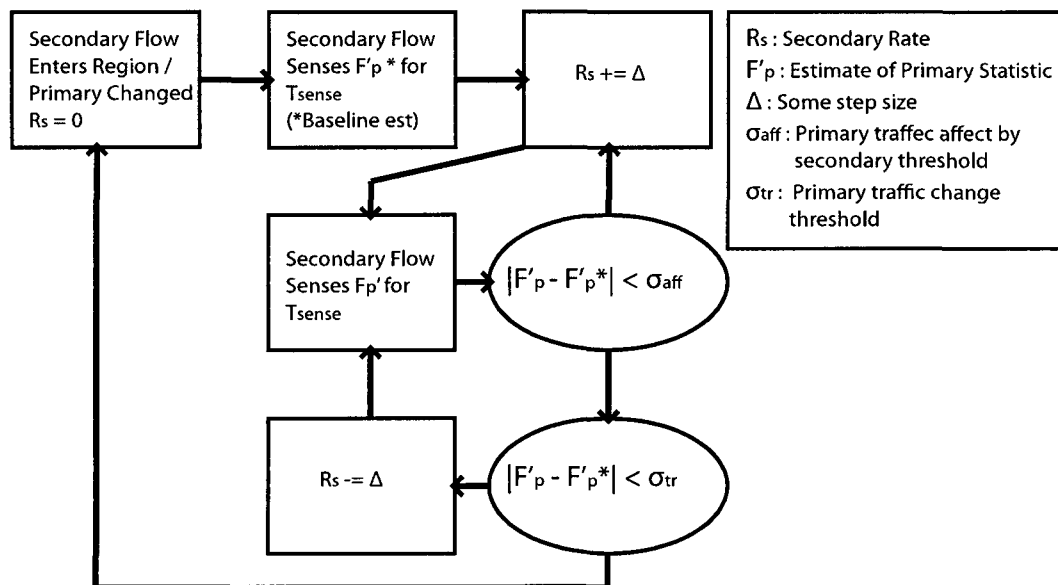 Secondary Flow
Enters Region /
Primary Changed
Rs = 0
Secondary Flow
Senses F'p * for
Tsense
(*Baseline est)
Rs += Δ
Rs : Secondary Rate
F'p : Estimate of Primary Statistic
Δ : Some step size
σaff : Primary traffec affect by
secondary threshold
σtr : Primary traffic change
threshold
Secondary Flow
Senses Fp' for
Tsense
|F'p - F'p*| < σaff
Rs -= Δ
|F'p - F'p*| < σtr